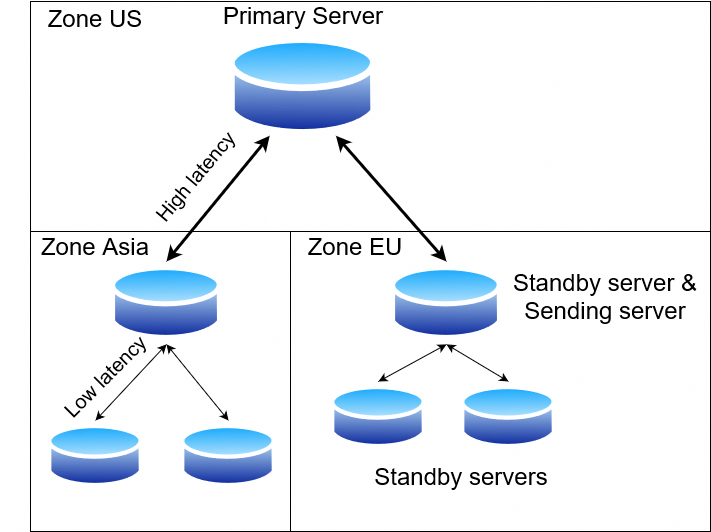 Zone US
Primary Server
High latency
Zone Asia
Zone EU
Standby server &
Sending server
Low latency
Standby servers